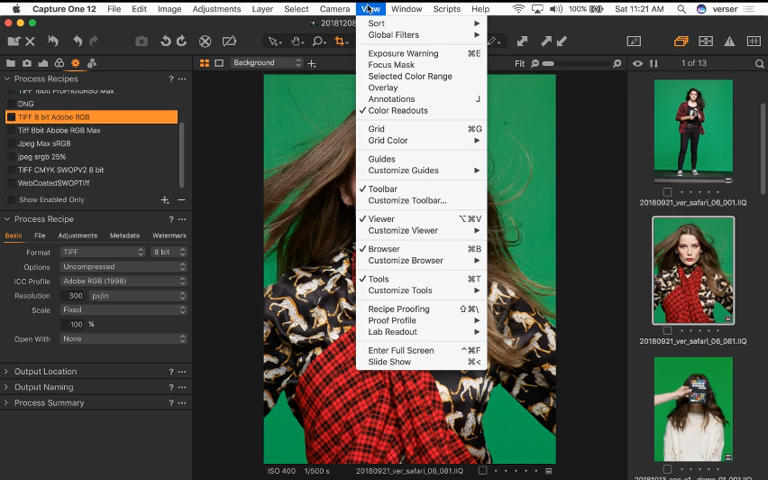 Capture One 12 File Edit Image Adjustments Layer Select Camera View Window Scripts Help 100% Sat 11:21 AM verser
20181208
Process Recipes ? ...
TIFF 16bit ProPhotoRGB Max
DNG
TIFF 8 bit Adobe RGB
Tiff 8bit Adobe RGB Max
Jpeg Max sRGB
jpeg srgb 25%
TIFF CMYK SWOPV2 8 bit
WebCoatedSWOPTiff
Show Enabled Only + −
Process Recipe ? ...
Basic File Adjustments Metadata Watermark
Format TIFF 8 bit
Options Uncompressed
ICC Profile Adobe RGB (1998)
Resolution 300 px/in
Scale Fixed
100 %
Open With None
Output Location ? ...
Output Naming ? ...
Process Summary ? ...
Background +
Sort
Global Filters
Exposure Warning ⌘E
Focus Mask
Selected Color Range
Overlay
Annotations J
✓ Color Readouts
Grid ⌘G
Grid Color
Guides
Customize Guides
✓ Toolbar
Customize Toolbar...
✓ Viewer ⌥⌘V
Customize Viewer
✓ Browser ⌘B
Customize Browser
✓ Tools ⌘T
Customize Tools
Recipe Proofing ⇧⌘\
Proof Profile
Lab Readout
Enter Full Screen ^⌘F
Slide Show ⌘<
Fit
ISO 400 1/500 s 20180921_ver_safari_06_081.IIQ
1 of 13
20180921_ver_safari_06_001.IIQ
20180921_ver_safari_06_081.IIQ